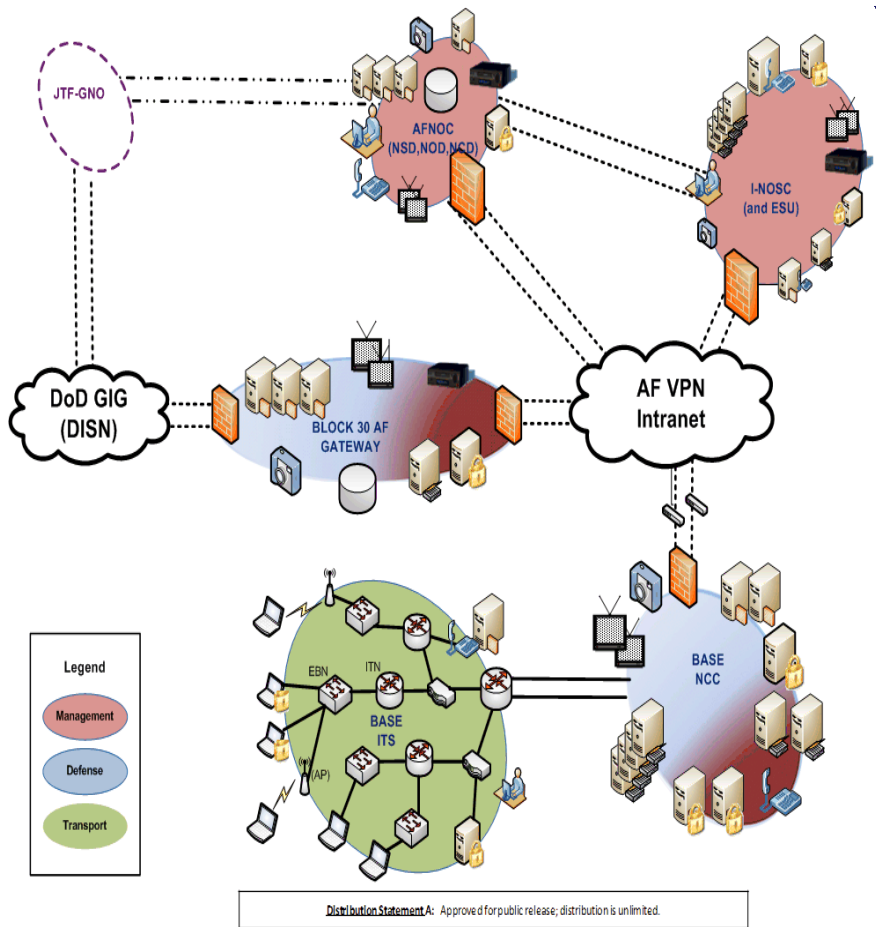 JTF-GNO
AFNOC
(NSD,NOD,NCD)
I-NOSC
(and ESU)
DoD GIG
(DISN)
BLOCK 30 AF
GATEWAY
AF VPN
Intranet
EBN
ITN
BASE
ITS
(AP)
BASE
NCC
Legend
Management
Defense
Transport
Distribution Statement A: Approved for public release; distribution is unlimited.